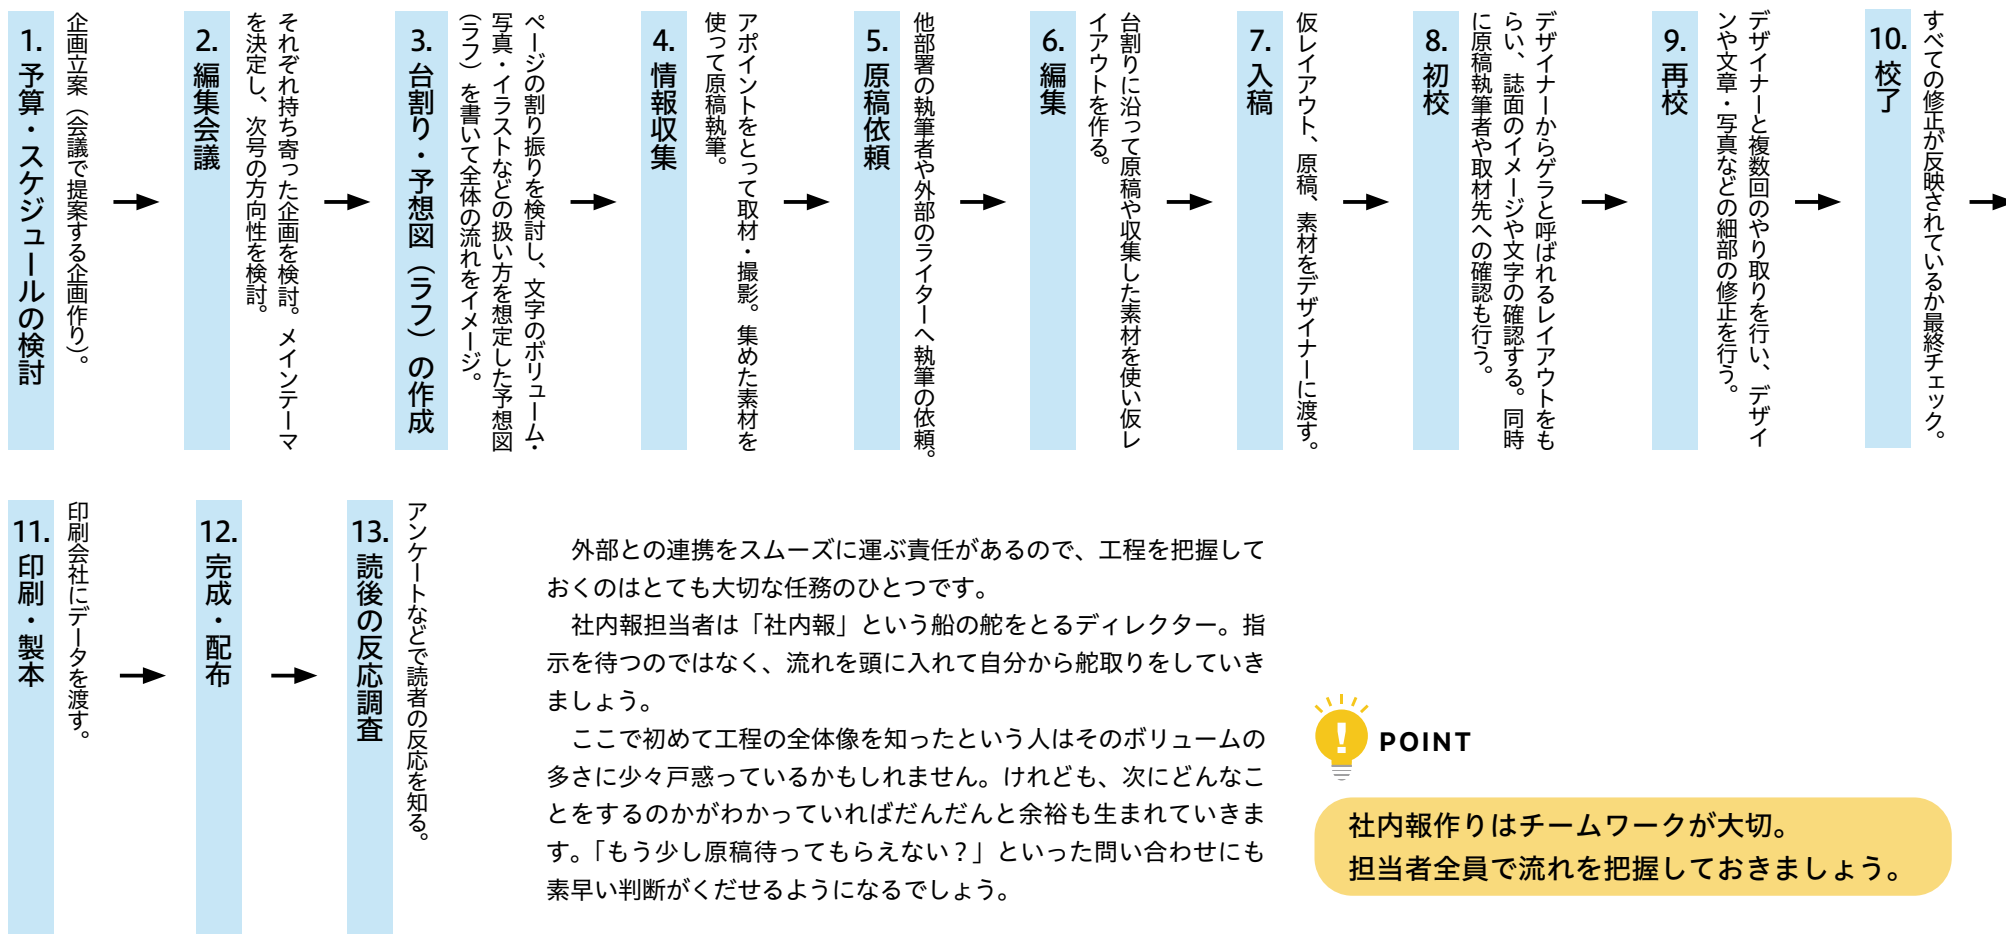 1. 予算・スケジュールの検討
企画立案（会議で提案する企画作り）。
2. 編集会議
それぞれ持ち寄った企画を検討。メインテーマ
を決定し、次号の方向性を検討。
3. 台割り・予想図（ラフ）の作成
ページの割り振りを検討し、文字のボリューム・
写真・イラストなどの扱い方を想定した予想図
（ラフ）を書いて全体の流れをイメージ。
4. 情報収集
アポイントをとって取材・撮影。集めた素材を
使って原稿執筆。
5. 原稿依頼
他部署の執筆者や外部のライターへ執筆の依頼。
6. 編集
台割りに沿って原稿や収集した素材を使い仮レ
イアウトを作る。
7. 入稿
仮レイアウト、原稿、素材をデザイナーに渡す。
8. 初校
デザイナーからゲラと呼ばれるレイアウトをも
らい、誌面のイメージや文字の確認する。同時
に原稿執筆者や取材先への確認も行う。
9. 再校
デザイナーと複数回のやり取りを行い、デザイ
ンや文章・写真などの細部の修正を行う。
10. 校了
すべての修正が反映されているか最終チェック。
11. 印刷・製本
印刷会社にデータを渡す。
12. 完成・配布
13. 読後の反応調査
アンケートなどで読者の反応を知る。
外部との連携をスムーズに運ぶ責任があるので、工程を把握して
おくのはとても大切な任務のひとつです。
社内報担当者は「社内報」という船の舵をとるディレクター。指
示を待つのではなく、流れを頭に入れて自分から舵取りをしていき
ましょう。
ここで初めて工程の全体像を知ったという人はそのボリュームの
多さに少々戸惑っているかもしれません。けれども、次にどんなこ
とをするのかがわかっていればだんだんと余裕も生まれていきま
す。「もう少し原稿待ってもらえない？」といった問い合わせにも
素早い判断がくだせるようになるでしょう。
POINT
社内報作りはチームワークが大切。
担当者全員で流れを把握しておきましょう。